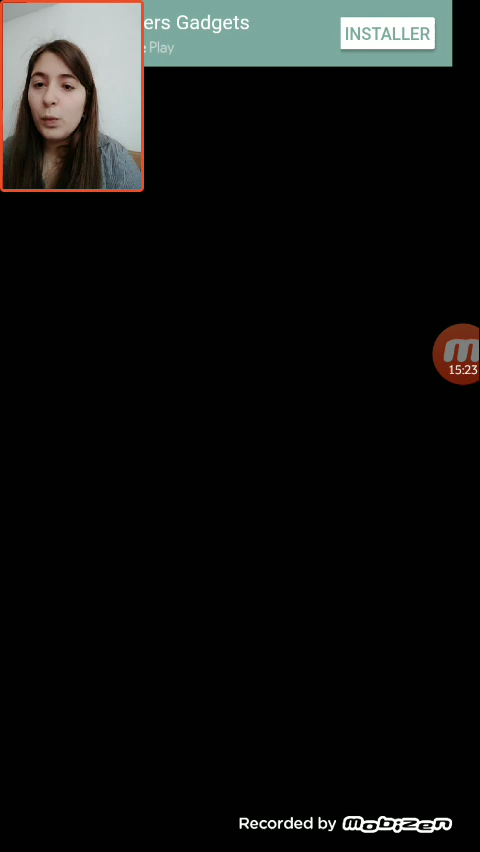 ers Gadgets
INSTALLER
Play
m
15:23
Recorded by mobizen